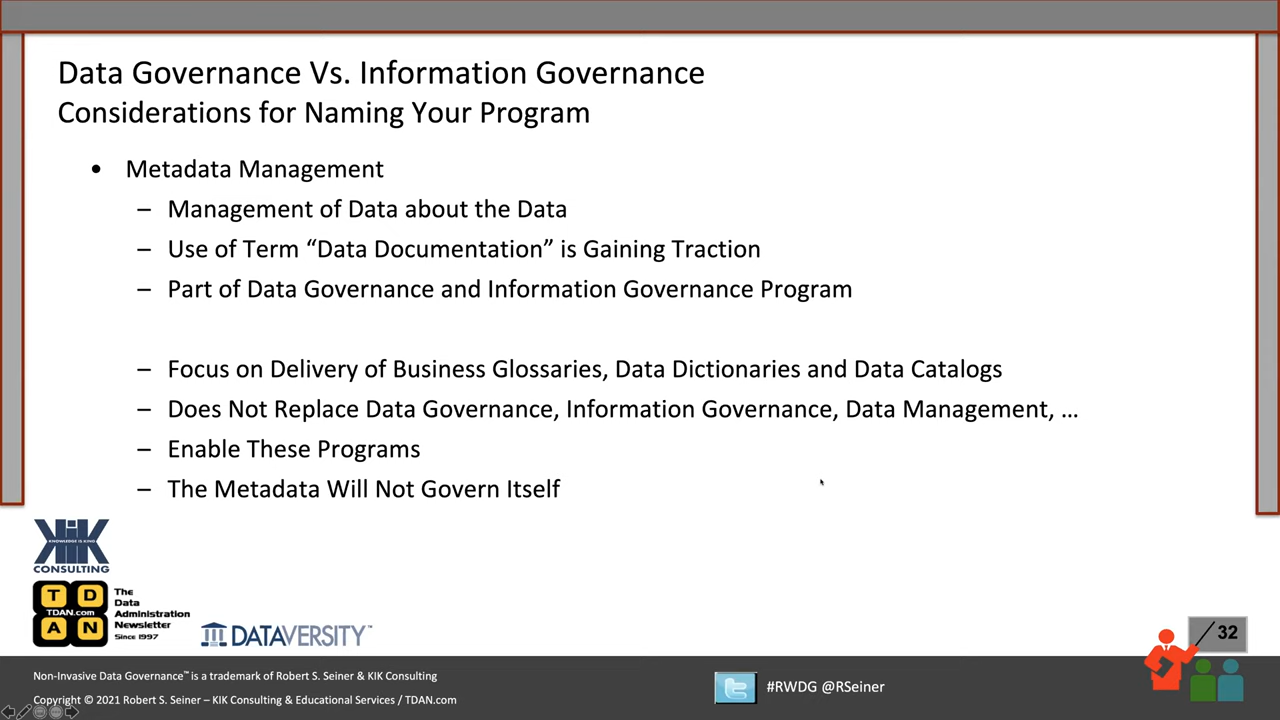 Data Governance Vs. Information Governance
Considerations for Naming Your Program
• Metadata Management
– Management of Data about the Data
– Use of Term “Data Documentation” is Gaining Traction
– Part of Data Governance and Information Governance Program
– Focus on Delivery of Business Glossaries, Data Dictionaries and Data Catalogs
– Does Not Replace Data Governance, Information Governance, Data Management, …
– Enable These Programs
– The Metadata Will Not Govern Itself
KIK
KNOWLEDGE IS KING
CONSULTING
T D
TDAN.com
A N
The
Data
Administration
Newsletter
Since 1997
DATAVERSITY™
32
Non-Invasive Data Governance™ is a trademark of Robert S. Seiner & KIK Consulting
Copyright © 2021 Robert S. Seiner – KIK Consulting & Educational Services / TDAN.com
#RWDG @RSeiner